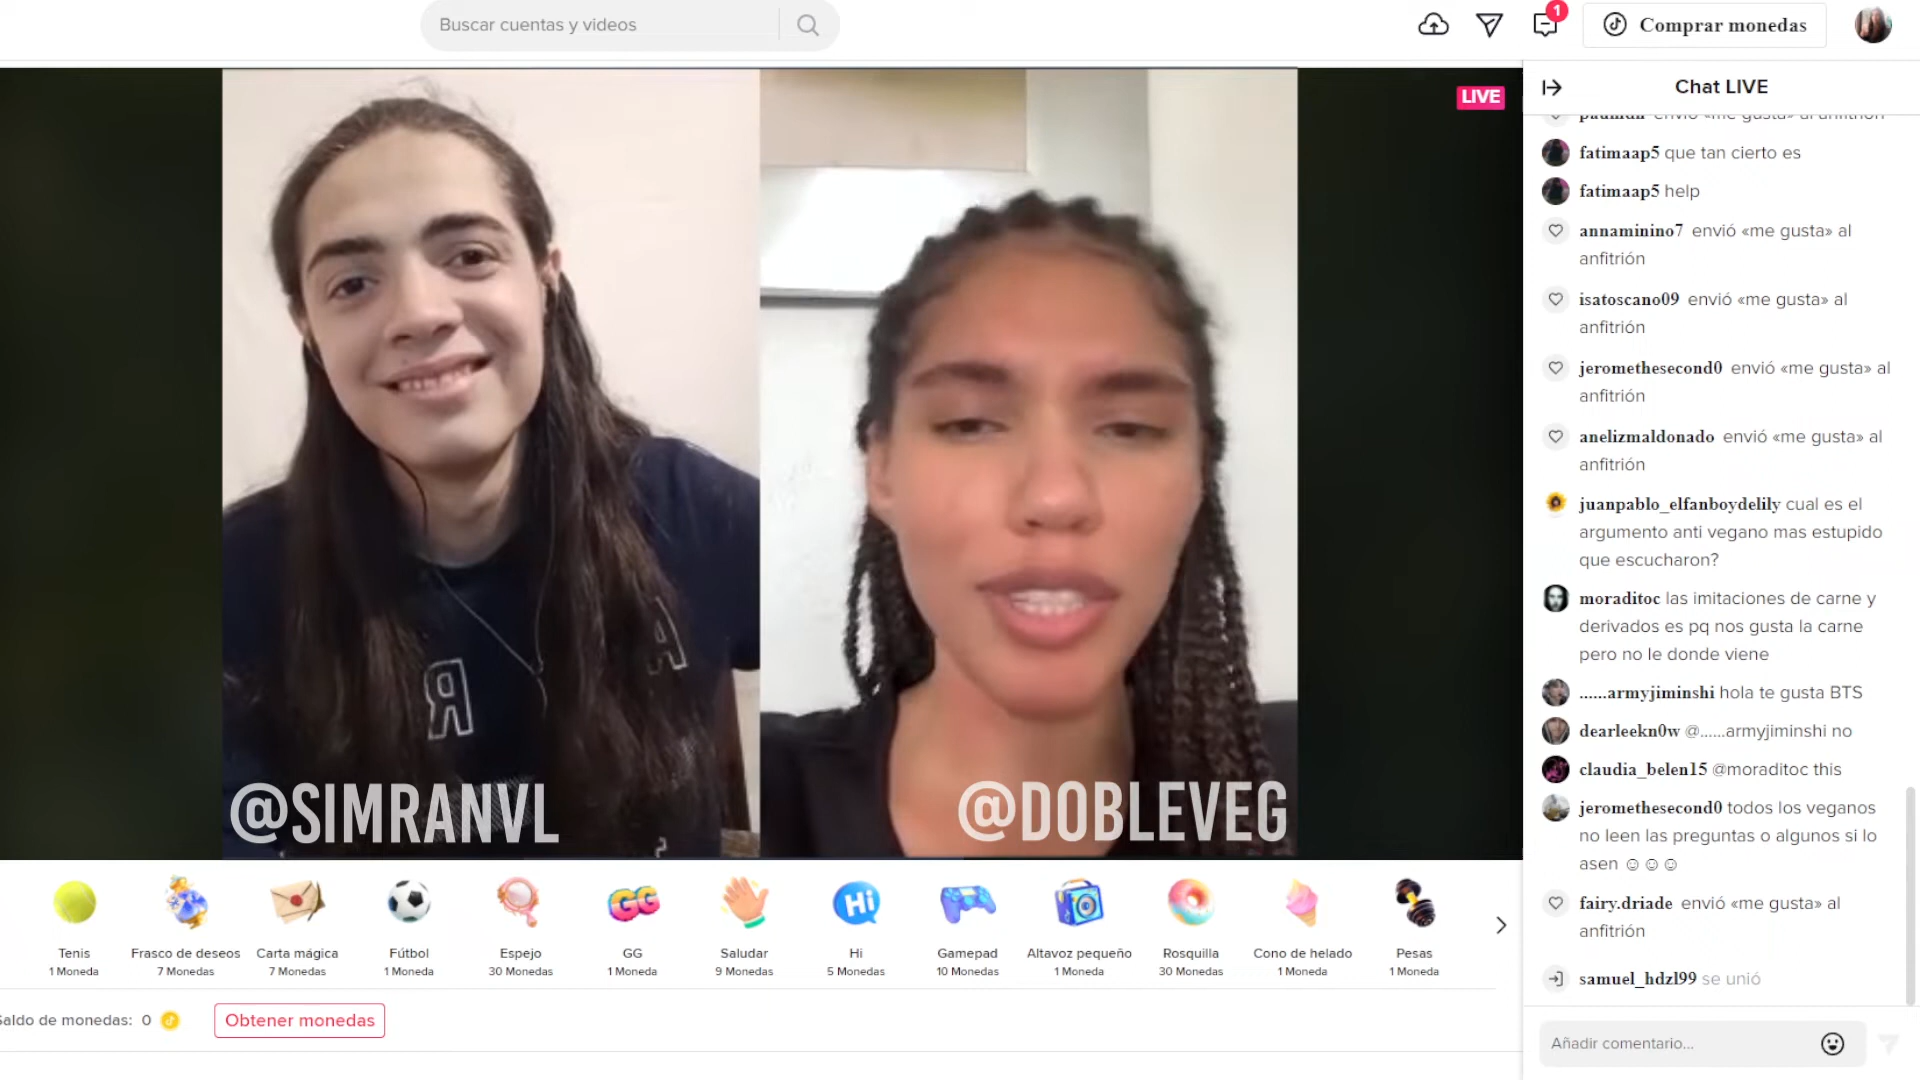 Buscar cuentas y videos
1
Comprar monedas
LIVE
@SIMRANVL
@DOBLEVEG
Chat LIVE
envió «me gusta» al anfitrión
fatimaap5 que tan cierto es
fatimaap5 help
annaminino7 envió «me gusta» al
anfitrión
isatoscano09 envió «me gusta» al
anfitrión
jeromethesecond0 envió «me gusta» al
anfitrión
anelizmaldonado envió «me gusta» al
anfitrión
juanpablo_elfanboydelily cual es el
argumento anti vegano mas estupido
que escucharon?
moraditoc las imitaciones de carne y
derivados es pq nos gusta la carne
pero no le donde viene
......armyjiminshi hola te gusta BTS
dearleekn0w @......armyjiminshi no
claudia_belen15 @moraditoc this
jeromethesecond0 todos los veganos
no leen las preguntas o algunos si lo
asen ☺☺☺
fairy.driade envió «me gusta» al
anfitrión
samuel_hdzl99 se unió
Añadir comentario...
GG
Hi
Tenis
1 Moneda
Frasco de deseos
7 Monedas
Carta mágica
7 Monedas
Fútbol
1 Moneda
Espejo
30 Monedas
GG
1 Moneda
Saludar
9 Monedas
Hi
5 Monedas
Gamepad
10 Monedas
Altavoz pequeño
1 Moneda
Rosquilla
30 Monedas
Cono de helado
1 Moneda
Pesas
1 Moneda
Saldo de monedas: 0
Obtener monedas